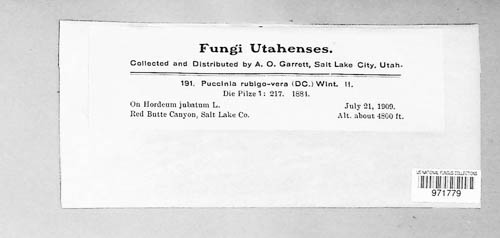 Fungi Utahenses.
Collected and Distributed by A. O. Garrett, Salt Lake City, Utah.
191. Puccinia rubigo-vera (DC.) Wint. II.
Die Pilze 1: 217. 1881.
On Hordeum jubatum L. July 21, 1909.
Red Butte Canyon, Salt Lake Co. Alt. about 4800 ft.
US NATIONAL FUNGUS COLLECTIONS
971779